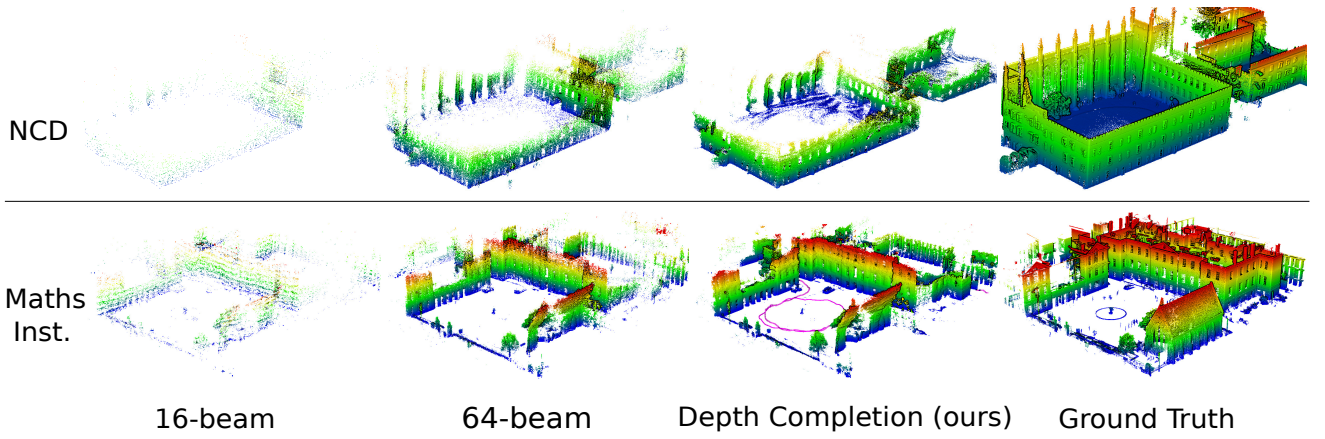 NCD
Maths
Inst.
16-beam
64-beam
Depth Completion (ours)
Ground Truth